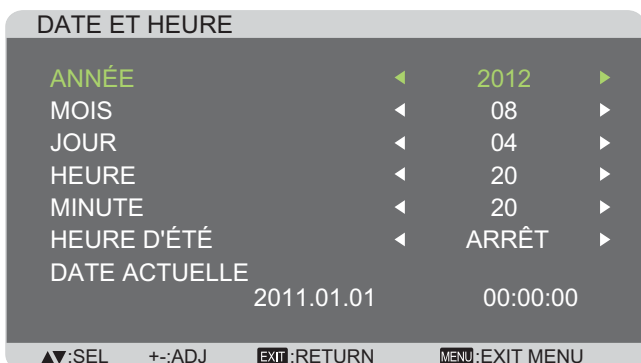 DATE ET HEURE
ANNÉE 2012
MOIS 08
JOUR 04
HEURE 20
MINUTE 20
HEURE D'ÉTÉ ARRÊT
DATE ACTUELLE
2011.01.01 00:00:00
▲▼:SEL +-:ADJ EXIT:RETURN MENU:EXIT MENU